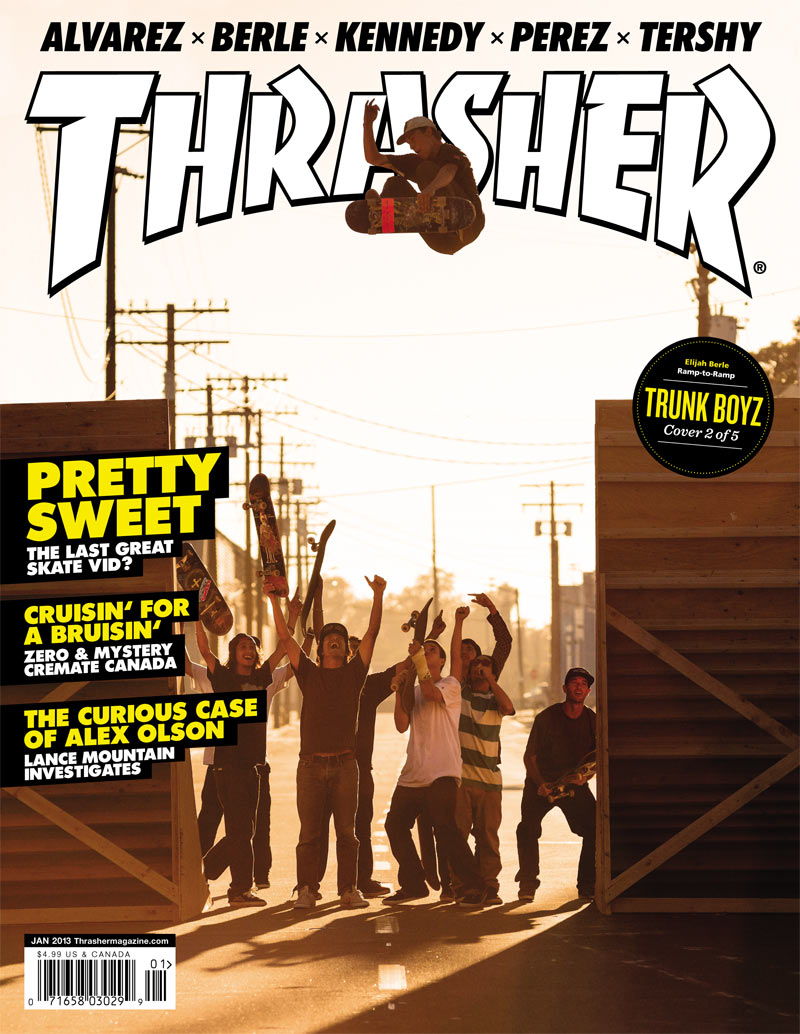 ALVAREZ × BERLE × KENNEDY × PEREZ × TERSHY
THRASHER®
Elijah Berle
Ramp-to-Ramp
TRUNK BOYZ
Cover 2 of 5
PRETTY
SWEET
THE LAST GREAT
SKATE VID?
CRUISIN‘ FOR
A BRUISIN‘
ZERO & MYSTERY
CREMATE CANADA
THE CURIOUS CASE
OF ALEX OLSON
LANCE MOUNTAIN
INVESTIGATES
JAN 2013 Thrashermagazine.com
$4.99 US & CANADA
01>
0 71658 03029 9